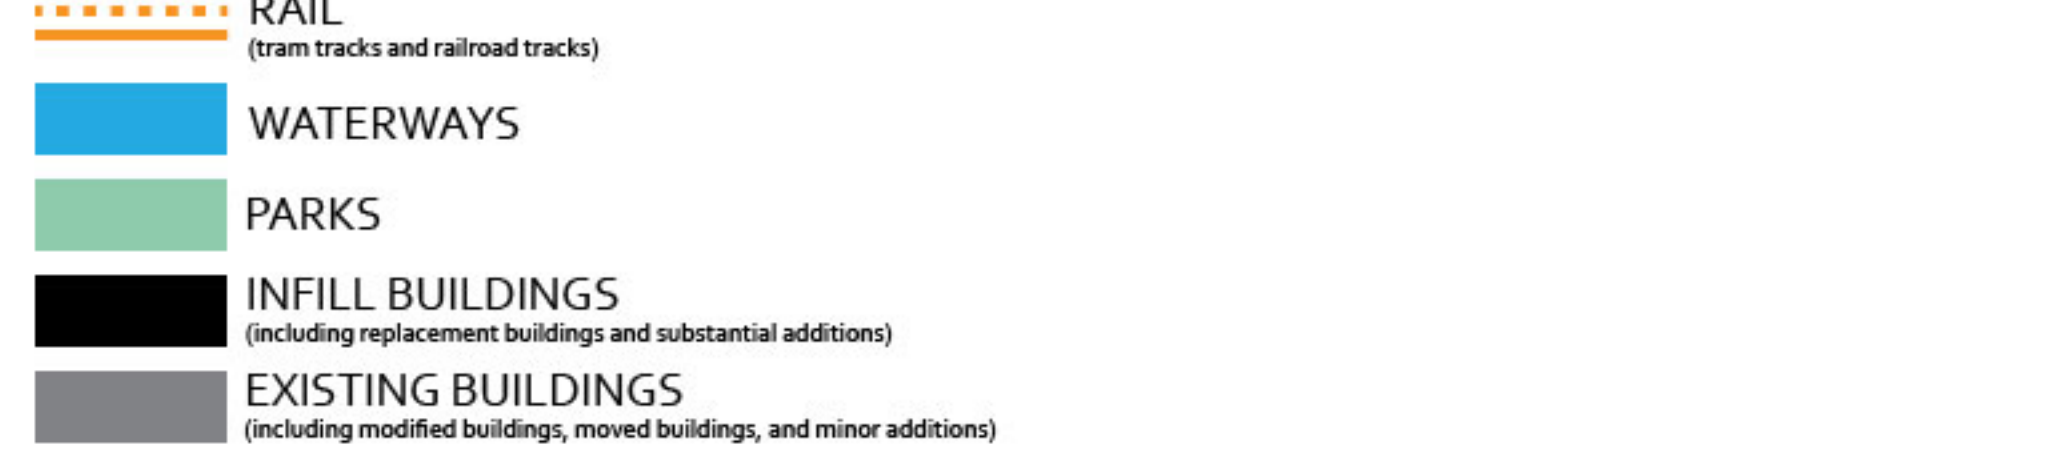 RAIL
(tram tracks and railroad tracks)
WATERWAYS
PARKS
INFILL BUILDINGS
(including replacement buildings and substantial additions)
EXISTING BUILDINGS
(including modified buildings, moved buildings, and minor additions)